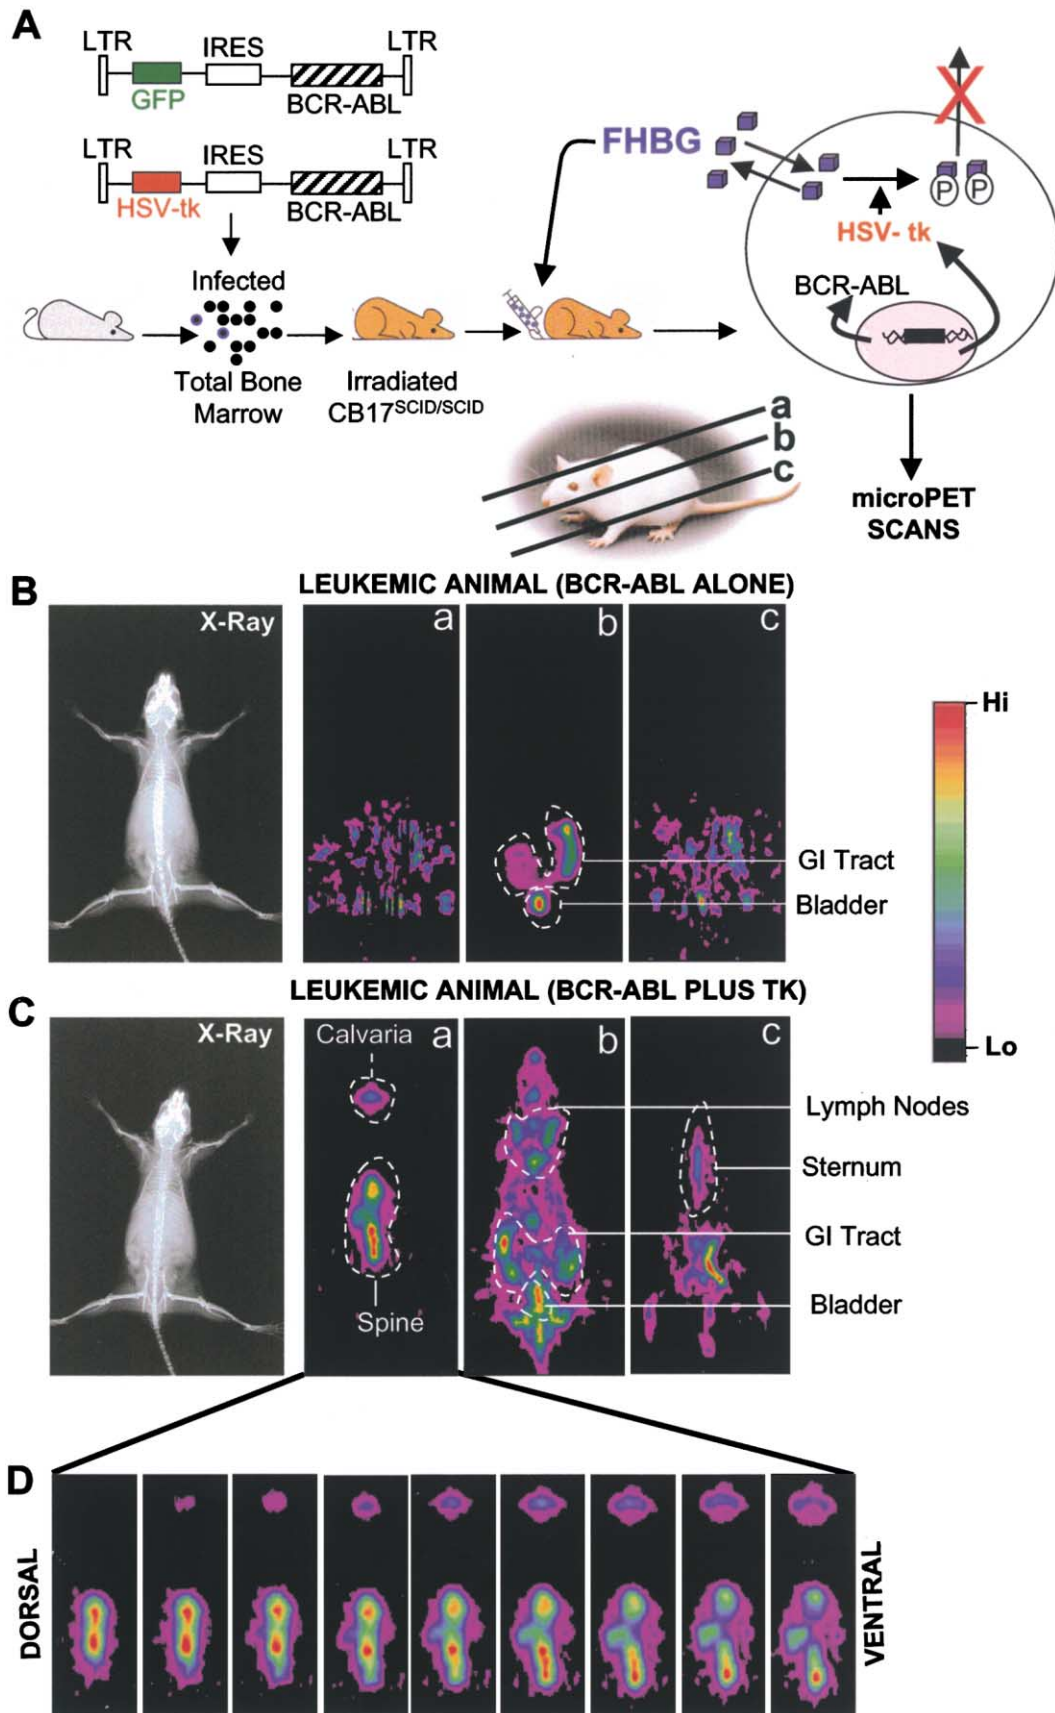 A
LTR
IRES
LTR
GFP
BCR-ABL
LTR
IRES
LTR
HSV-tk
BCR-ABL
Infected
Total Bone
Marrow
Irradiated
CB17SCID/SCID
FHBG
X
P P
HSV- tk
BCR-ABL
microPET
SCANS
a
b
c
B
LEUKEMIC ANIMAL (BCR-ABL ALONE)
X-Ray
a
b
c
GI Tract
Bladder
Hi
Lo
C
LEUKEMIC ANIMAL (BCR-ABL PLUS TK)
X-Ray
Calvaria
a
b
c
Spine
Lymph Nodes
Sternum
GI Tract
Bladder
D
DORSAL
VENTRAL